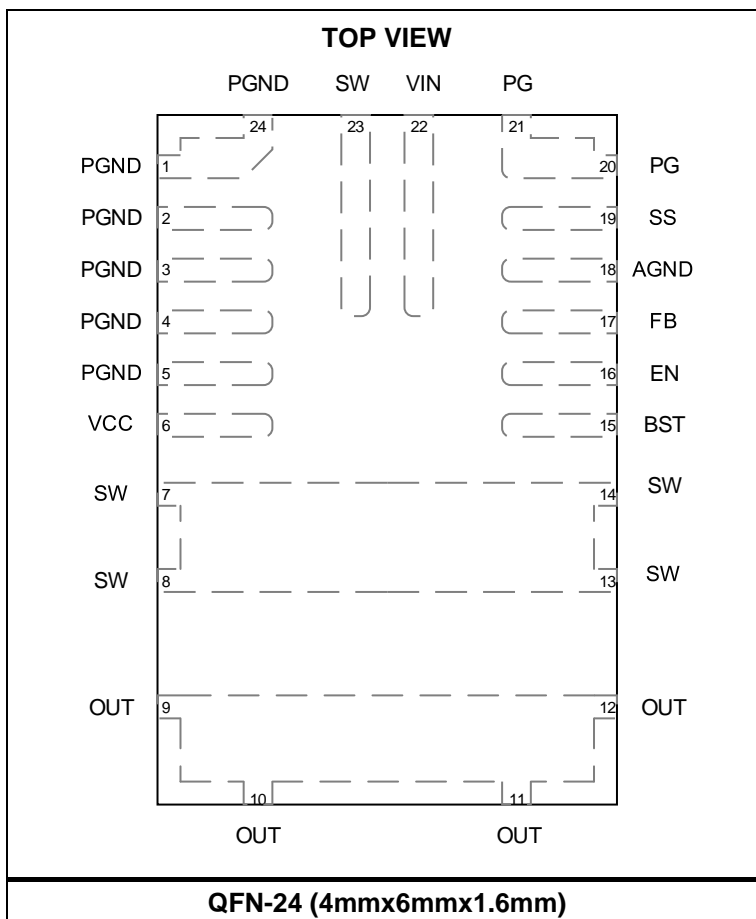 TOP VIEW
PGND SW VIN PG
24 23 22 21
PGND 1 20 PG
PGND 2 19 SS
PGND 3 18 AGND
PGND 4 17 FB
PGND 5 16 EN
VCC 6 15 BST
SW 7 14 SW
SW 8 13 SW
OUT 9 12 OUT
10 11
OUT OUT
QFN-24 (4mmx6mmx1.6mm)